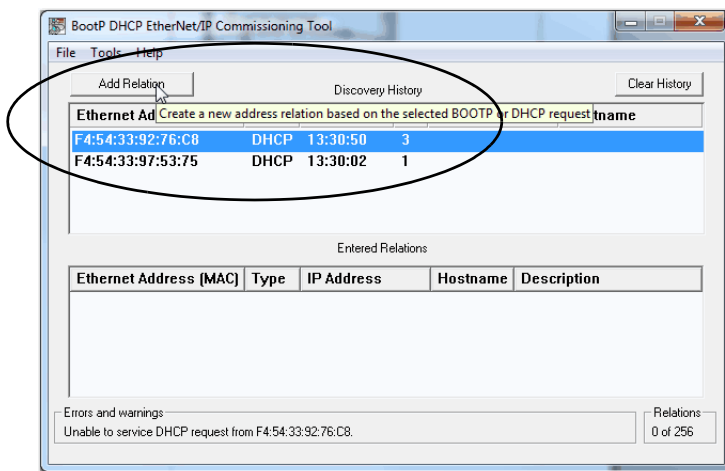 BootP DHCP EtherNet/IP Commissioning Tool
File Tools Help
Add Relation Discovery History Clear History
Ethernet Ad Create a new address relation based on the selected BOOTP or DHCP request tname
F4:54:33:92:76:C8 DHCP 13:30:50 3
F4:54:33:97:53:75 DHCP 13:30:02 1
Entered Relations
Ethernet Address (MAC) Type IP Address Hostname Description
Errors and warnings Relations
Unable to service DHCP request from F4:54:33:92:76:C8. 0 of 256